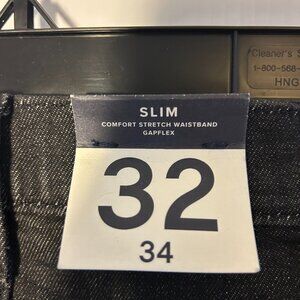 Cleaner's S
1-800-568-
HNG
SLIM
COMFORT STRETCH WAISTBAND
GAPFLEX
32
34